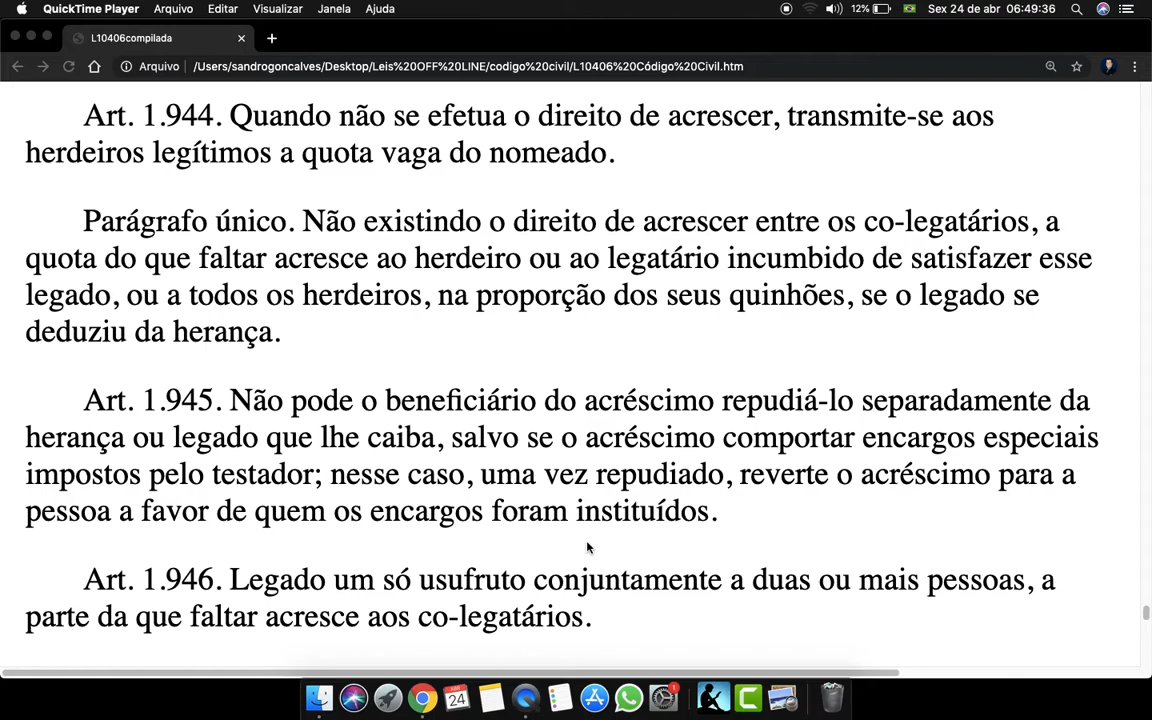 QuickTime Player Arquivo Editar Visualizar Janela Ajuda 12% Sex 24 de abr 06:49:36
L10406compilada
Arquivo /Users/sandrogoncalves/Desktop/Leis%20OFF%20LINE/codigo%20civil/L10406%20Código%20Civil.htm
Art. 1.944. Quando não se efetua o direito de acrescer, transmite-se aos
herdeiros legítimos a quota vaga do nomeado.
Parágrafo único. Não existindo o direito de acrescer entre os co-legatários, a
quota do que faltar acresce ao herdeiro ou ao legatário incumbido de satisfazer esse
legado, ou a todos os herdeiros, na proporção dos seus quinhões, se o legado se
deduziu da herança.
Art. 1.945. Não pode o beneficiário do acréscimo repudiá-lo separadamente da
herança ou legado que lhe caiba, salvo se o acréscimo comportar encargos especiais
impostos pelo testador; nesse caso, uma vez repudiado, reverte o acréscimo para a
pessoa a favor de quem os encargos foram instituídos.
Art. 1.946. Legado um só usufruto conjuntamente a duas ou mais pessoas, a
parte da que faltar acresce aos co-legatários.
ABR
24
1